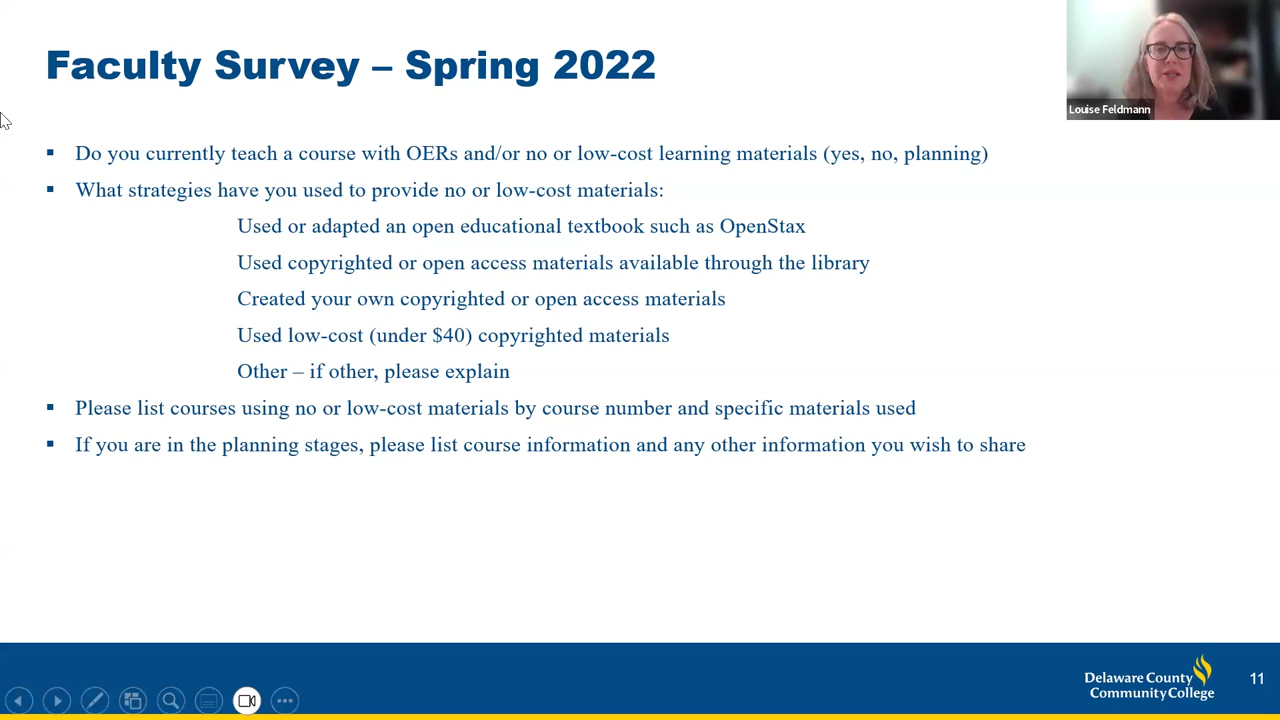 Faculty Survey – Spring 2022
Louise Feldmann
▪ Do you currently teach a course with OERs and/or no or low-cost learning materials (yes, no, planning)
▪ What strategies have you used to provide no or low-cost materials:
Used or adapted an open educational textbook such as OpenStax
Used copyrighted or open access materials available through the library
Created your own copyrighted or open access materials
Used low-cost (under $40) copyrighted materials
Other – if other, please explain
▪ Please list courses using no or low-cost materials by course number and specific materials used
▪ If you are in the planning stages, please list course information and any other information you wish to share
Delaware County
Community College
11